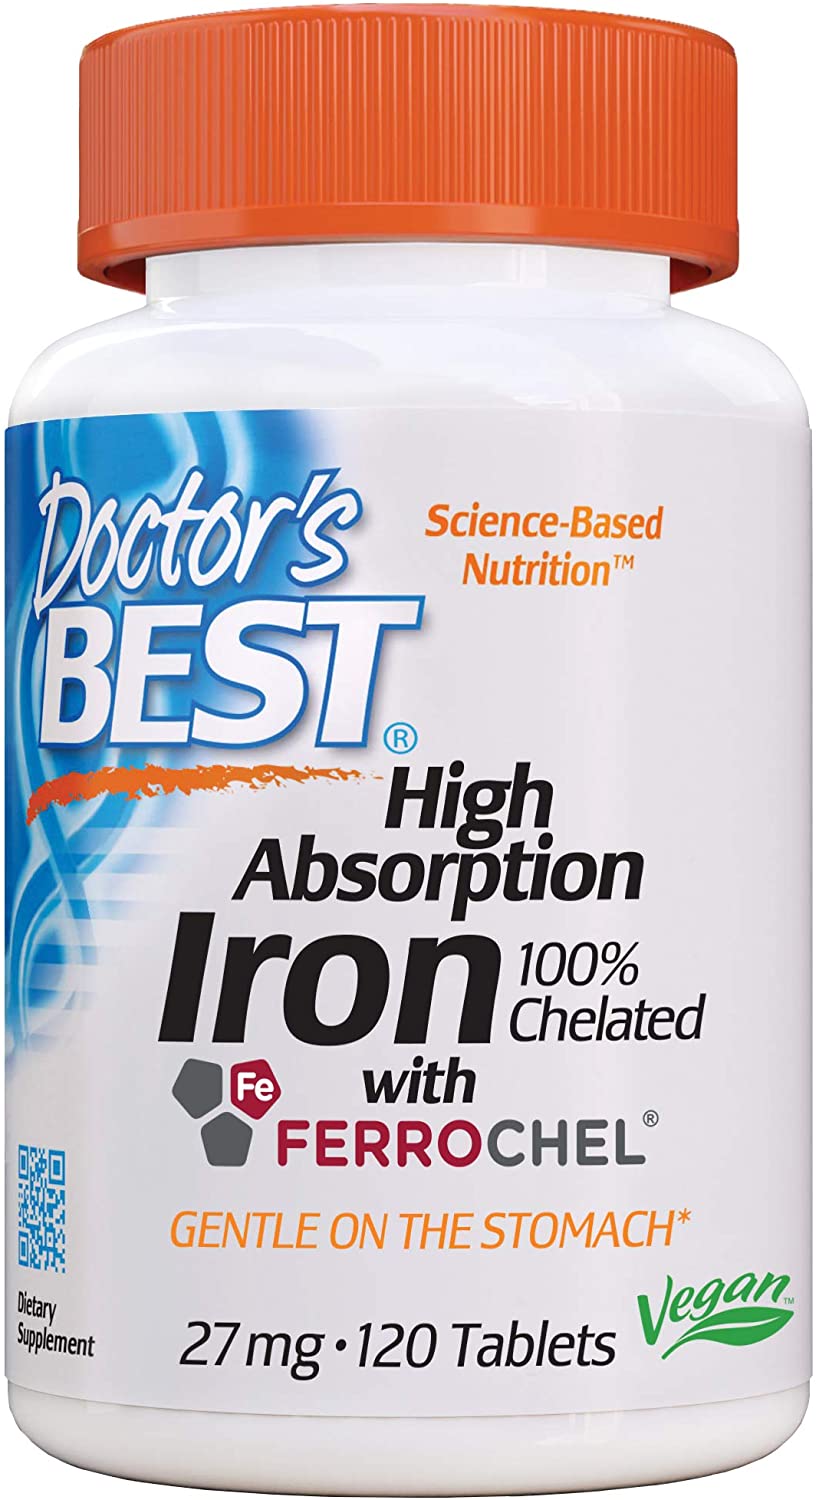 Doctor's
BEST®
Science-Based
Nutrition™
High
Absorption
Iron 100%
Chelated
with
Fe
FERROCHEL®
GENTLE ON THE STOMACH*
Dietary
Supplement
27 mg • 120 Tablets
Vegan™